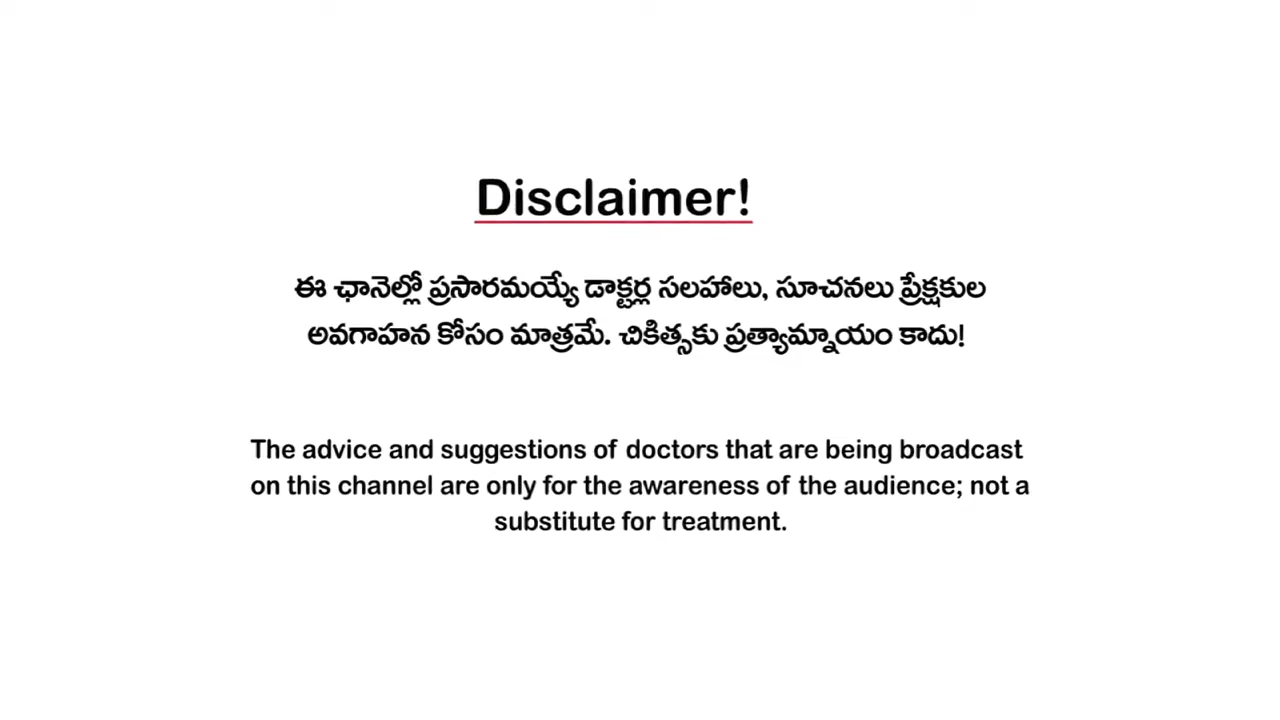 Disclaimer!
ఈ ఛానెల్లో ప్రసారమయ్యే డాక్టర్ల సలహాలు, సూచనలు ప్రేక్షకుల
అవగాహన కోసం మాత్రమే. చికిత్సకు ప్రత్యామ్నాయం కాదు!
The advice and suggestions of doctors that are being broadcast
on this channel are only for the awareness of the audience; not a
substitute for treatment.